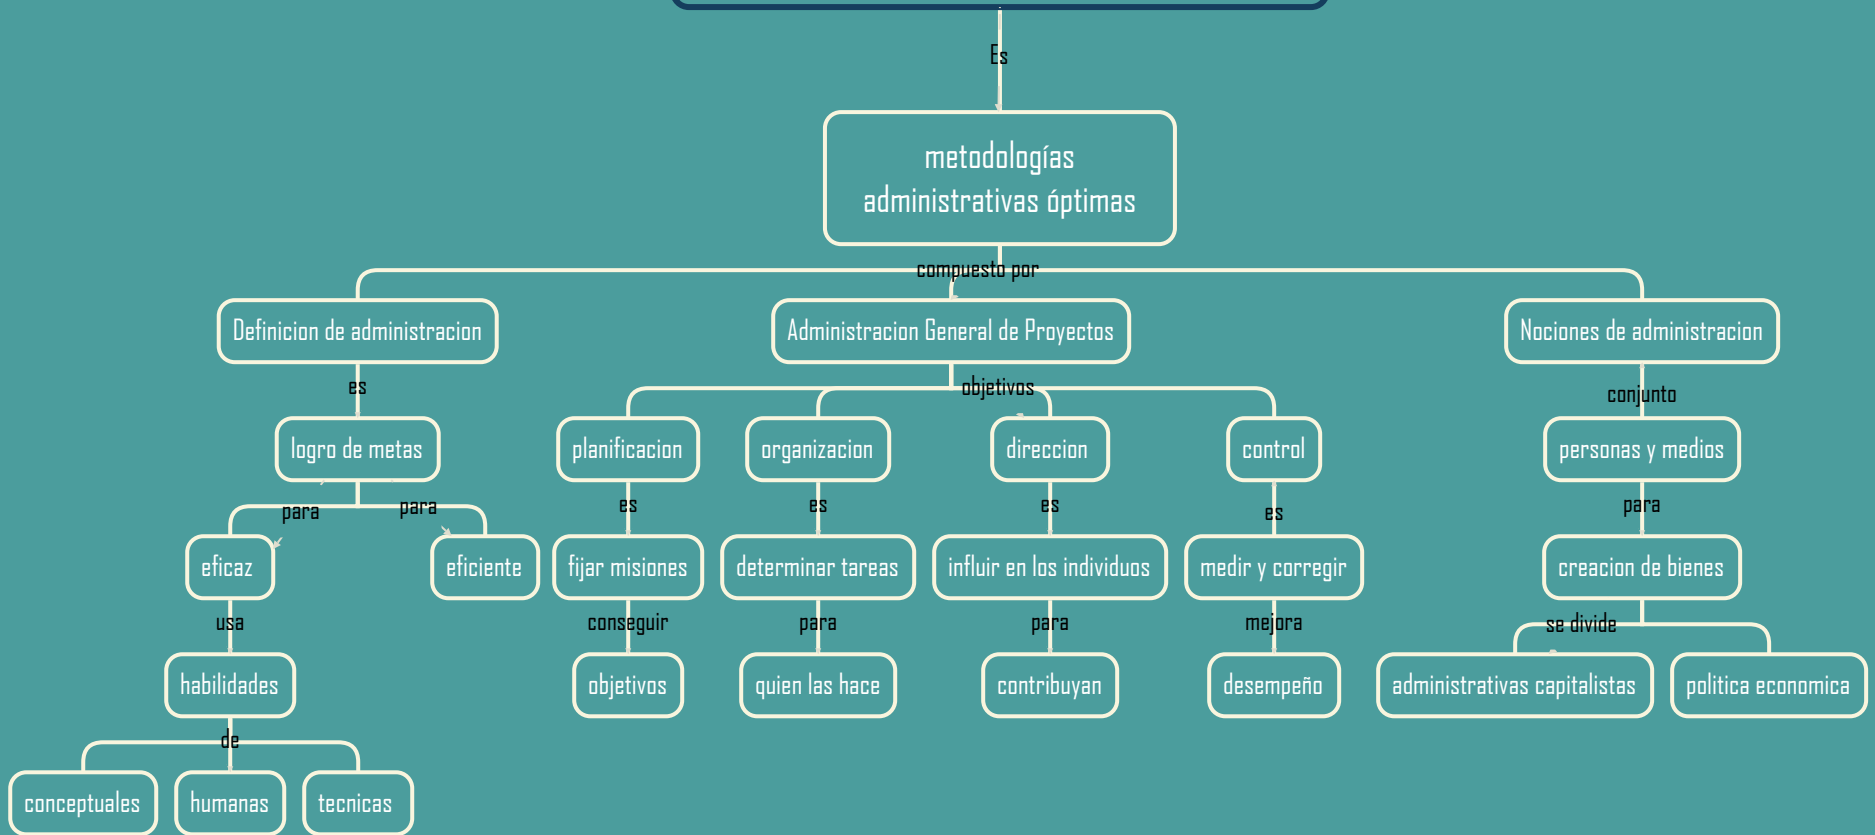 Es
metodologías
administrativas óptimas
compuesto por
Definicion de administracion
Administracion General de Proyectos
Nociones de administracion
es
objetivos
conjunto
logro de metas
planificacion
organizacion
direccion
control
personas y medios
para
para
es
es
es
es
para
eficaz
eficiente
fijar misiones
determinar tareas
influir en los individuos
medir y corregir
creacion de bienes
usa
conseguir
para
para
mejora
se divide
habilidades
objetivos
quien las hace
contribuyan
desempeño
administrativas capitalistas
politica economica
de
conceptuales
humanas
tecnicas